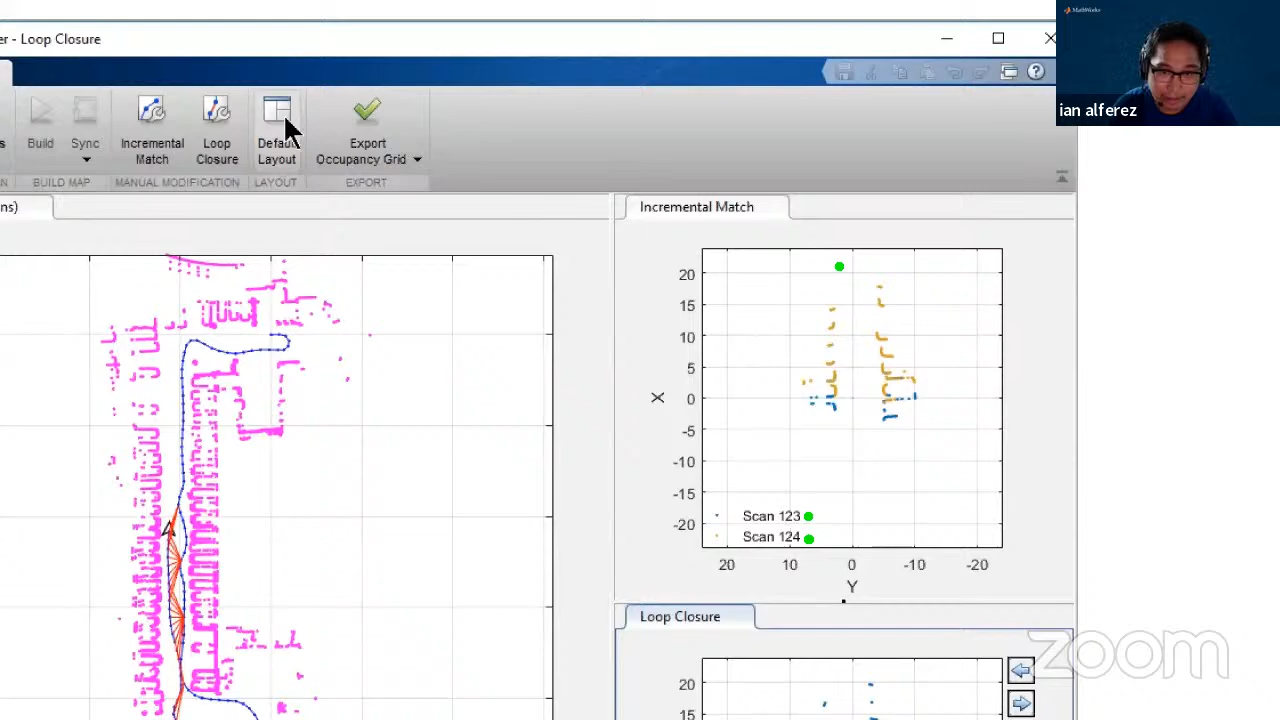 MathWorks
er - Loop Closure
ian alferez
s
Build
Sync
Incremental
Match
Loop
Closure
Default
Layout
Export
Occupancy Grid
N
BUILD MAP
MANUAL MODIFICATION
LAYOUT
EXPORT
ns)
Incremental Match
20
15
10
5
0
-5
-10
-15
-20
X
Scan 123
Scan 124
20
10
0
-10
-20
Y
Loop Closure
20
15
zoom